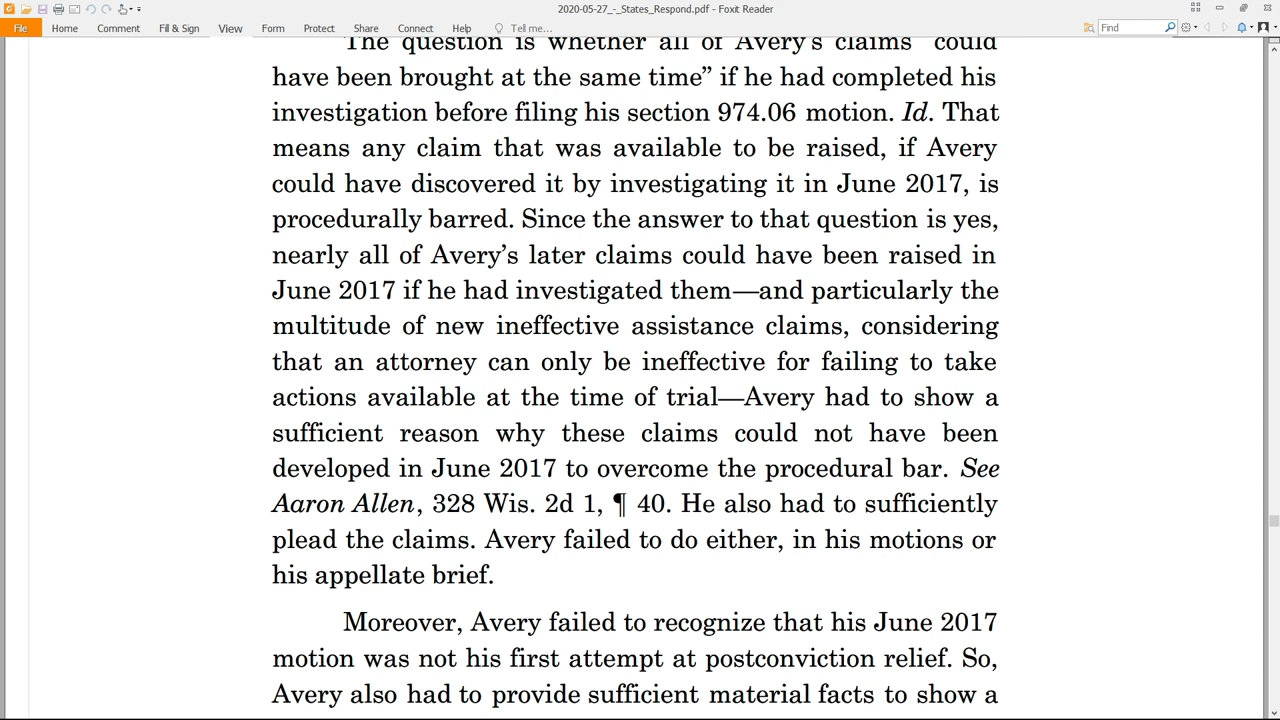 2020-05-27_-_States_Respond.pdf - Foxit Reader
File Home Comment Fill & Sign View Form Protect Share Connect Help Tell me... Find
The question is whether all of Avery's claims "could
have been brought at the same time” if he had completed his
investigation before filing his section 974.06 motion. Id. That
means any claim that was available to be raised, if Avery
could have discovered it by investigating it in June 2017, is
procedurally barred. Since the answer to that question is yes,
nearly all of Avery’s later claims could have been raised in
June 2017 if he had investigated them—and particularly the
multitude of new ineffective assistance claims, considering
that an attorney can only be ineffective for failing to take
actions available at the time of trial—Avery had to show a
sufficient reason why these claims could not have been
developed in June 2017 to overcome the procedural bar. See
Aaron Allen, 328 Wis. 2d 1, ¶ 40. He also had to sufficiently
plead the claims. Avery failed to do either, in his motions or
his appellate brief.
Moreover, Avery failed to recognize that his June 2017
motion was not his first attempt at postconviction relief. So,
Avery also had to provide sufficient material facts to show a